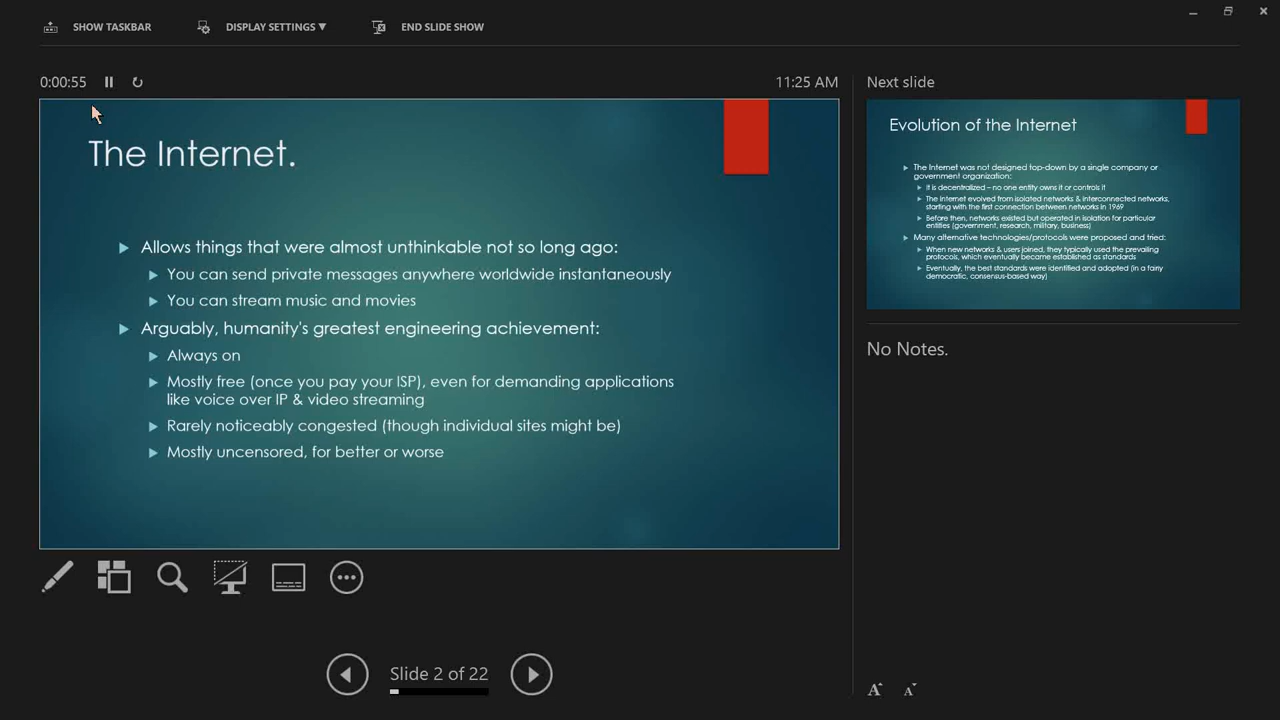 SHOW TASKBAR
DISPLAY SETTINGS ▼
END SLIDE SHOW
0:00:55
11:25 AM
The Internet.
Allows things that were almost unthinkable not so long ago:
You can send private messages anywhere worldwide instantaneously
You can stream music and movies
Arguably, humanity's greatest engineering achievement:
Always on
Mostly free (once you pay your ISP), even for demanding applications
like voice over IP & video streaming
Rarely noticeably congested (though individual sites might be)
Mostly uncensored, for better or worse
Slide 2 of 22
Next slide
Evolution of the Internet
The Internet was not designed top-down by a single company or
government organization:
It is decentralized – no one entity owns it or controls it
The Internet evolved from isolated networks & interconnected networks,
starting with the first connection between networks in 1969
Before then, networks existed but operated in isolation for particular
entities (government, research, military, business)
Many alternative technologies/protocols were proposed and tried:
When new networks & users joined, they typically used the prevailing
protocols, which eventually became established as standards
Eventually, the best standards were identified and adopted (in a fairly
democratic, consensus-based way)
No Notes.
A A